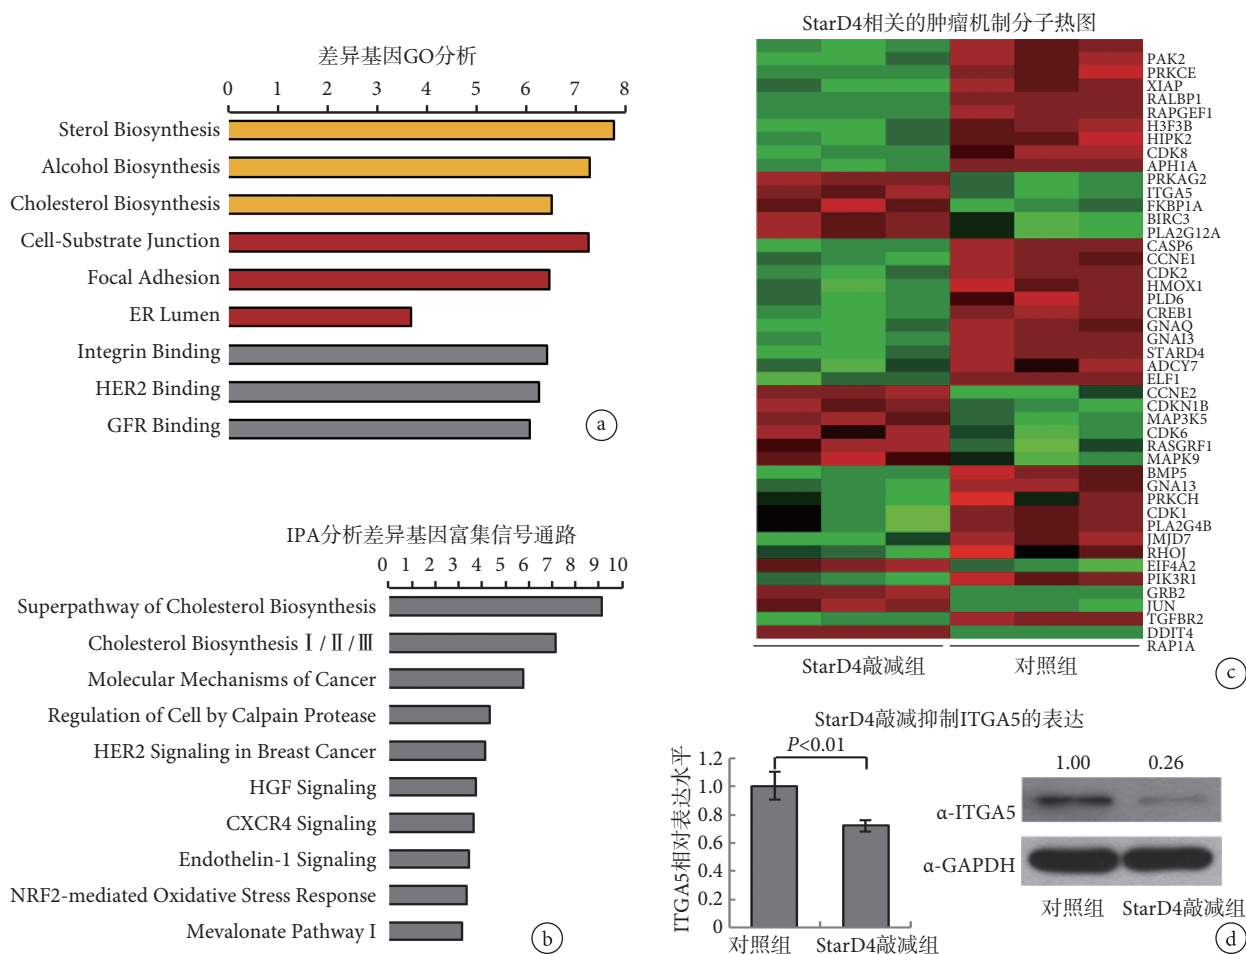 差异基因GO分析
0 1 2 3 4 5 6 7 8
Sterol Biosynthesis
Alcohol Biosynthesis
Cholesterol Biosynthesis
Cell-Substrate Junction
Focal Adhesion
ER Lumen
Integrin Binding
HER2 Binding
GFR Binding
a
IPA分析差异基因富集信号通路
0 1 2 3 4 5 6 7 8 9 10
Superpathway of Cholesterol Biosynthesis
Cholesterol Biosynthesis Ⅰ/Ⅱ/Ⅲ
Molecular Mechanisms of Cancer
Regulation of Cell by Calpain Protease
HER2 Signaling in Breast Cancer
HGF Signaling
CXCR4 Signaling
Endothelin-1 Signaling
NRF2-mediated Oxidative Stress Response
Mevalonate Pathway I
b
StarD4相关的肿瘤机制分子热图
PAK2
PRKCE
XIAP
RALBP1
RAPGEF1
H3F3B
HIPK2
CDK8
APH1A
PRKAG2
ITGA5
FKBP1A
BIRC3
PLA2G12A
CASP6
CCNE1
CDK2
HMOX1
PLD6
CREB1
GNAQ
GNAI3
STARD4
ADCY7
ELF1
CCNE2
CDKN1B
MAP3K5
CDK6
RASGRF1
MAPK9
BMP5
GNA13
PRKCH
CDK1
PLA2G4B
JMJD7
RHOJ
EIF4A2
PIK3R1
GRB2
JUN
TGFBR2
DDIT4
RAP1A
StarD4敲减组 对照组
c
StarD4敲减抑制ITGA5的表达
ITGA5相对表达水平
1.2
1.0
0.8
0.6
0.4
0.2
0
P<0.01
对照组 StarD4敲减组
1.00 0.26
α-ITGA5
α-GAPDH
对照组 StarD4敲减组
d